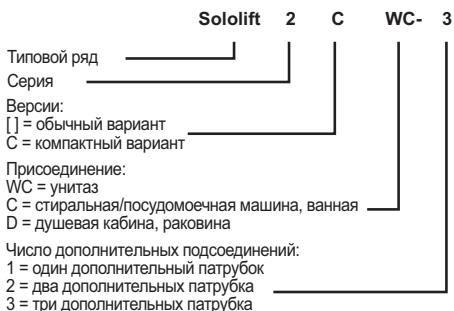 Sololift 2 C WC- 3
Типовой ряд
Серия
Версии:
[ ] = обычный вариант
C = компактный вариант
Присоединение:
WC = унитаз
C = стиральная/посудомоечная машина, ванная
D = душевая кабина, раковина
Число дополнительных подсоединений:
1 = один дополнительный патрубок
2 = два дополнительных патрубка
3 = три дополнительных патрубка